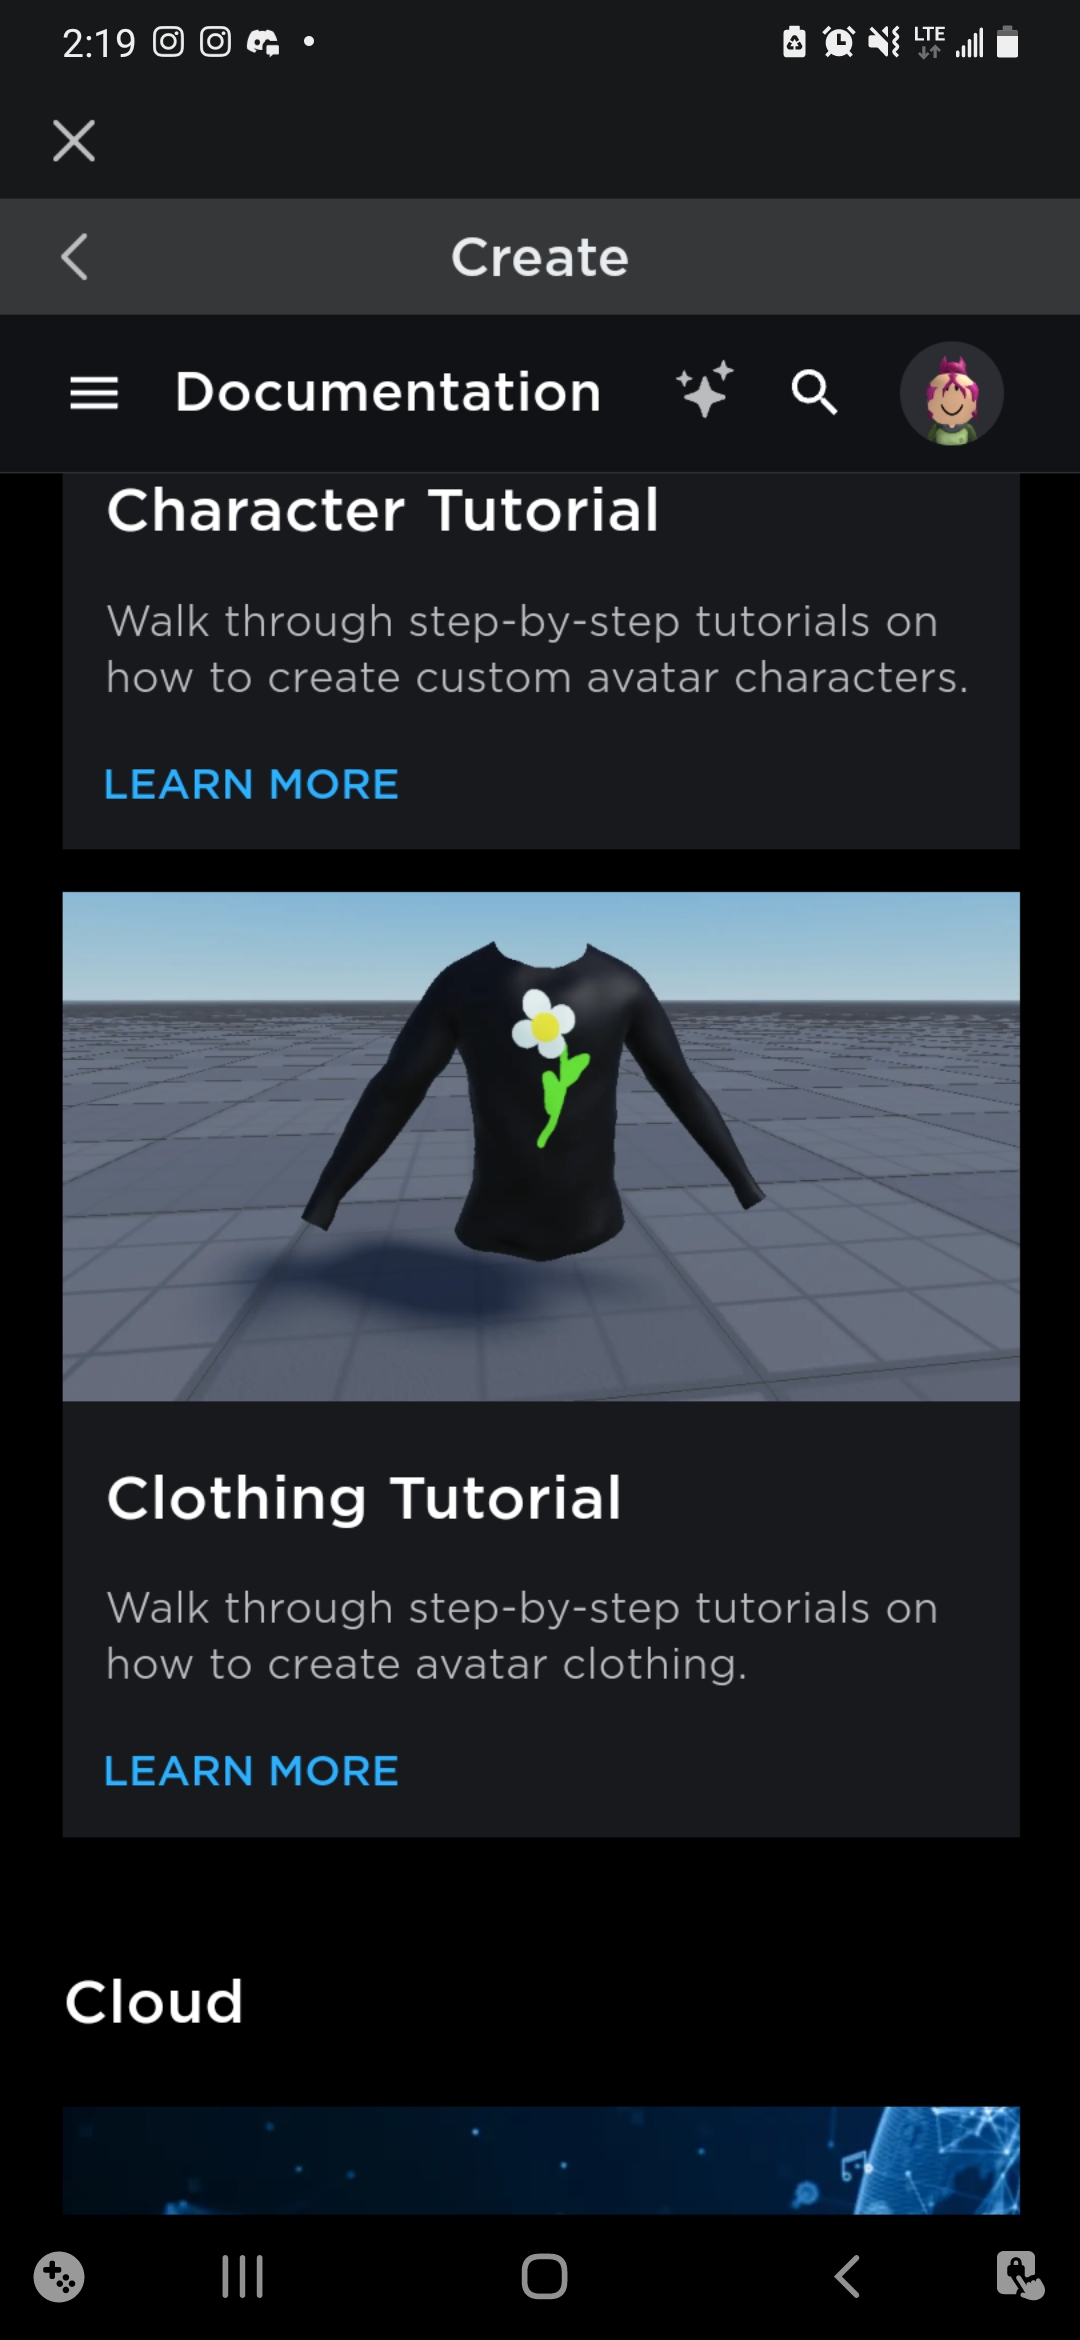 2:19
LTE
Create
Documentation
Character Tutorial
Walk through step-by-step tutorials on
how to create custom avatar characters.
LEARN MORE
Clothing Tutorial
Walk through step-by-step tutorials on
how to create avatar clothing.
LEARN MORE
Cloud